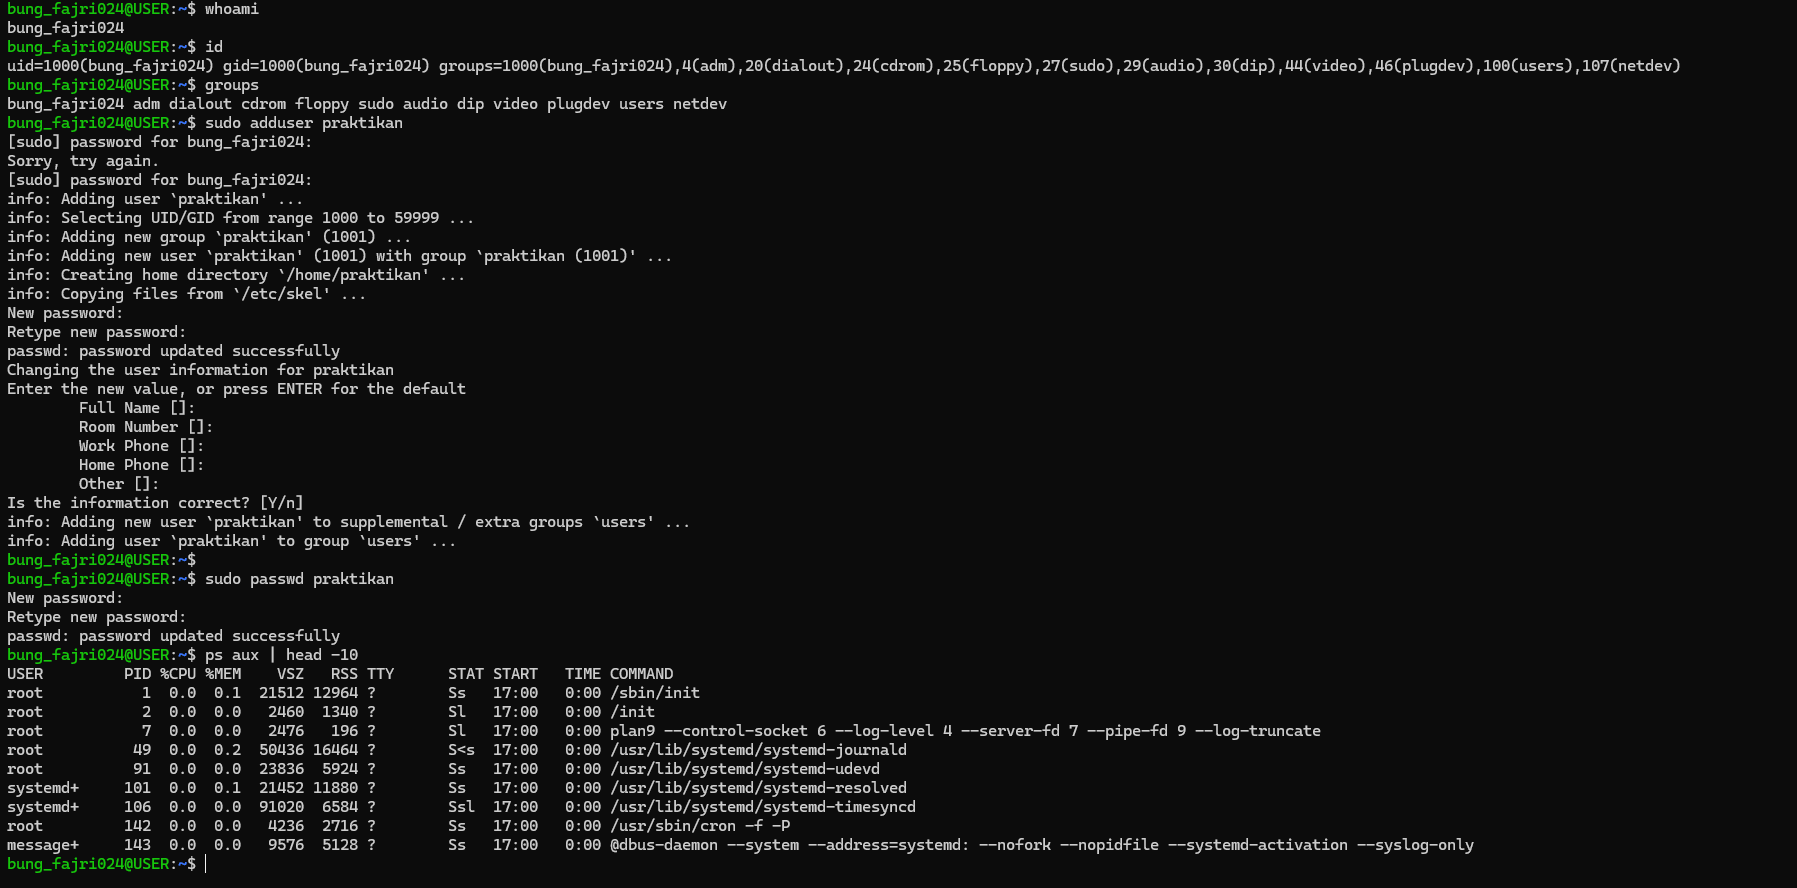 bung_fajri024@USER:~$ whoami
bung_fajri024
bung_fajri024@USER:~$ id
uid=1000(bung_fajri024) gid=1000(bung_fajri024) groups=1000(bung_fajri024),4(adm),20(dialout),24(cdrom),25(floppy),27(sudo),29(audio),30(dip),44(video),46(plugdev),100(users),107(netdev)
bung_fajri024@USER:~$ groups
bung_fajri024 adm dialout cdrom floppy sudo audio dip video plugdev users netdev
bung_fajri024@USER:~$ sudo adduser praktikan
[sudo] password for bung_fajri024:
Sorry, try again.
[sudo] password for bung_fajri024:
info: Adding user `praktikan' ...
info: Selecting UID/GID from range 1000 to 59999 ...
info: Adding new group `praktikan' (1001) ...
info: Adding new user `praktikan' (1001) with group `praktikan (1001)' ...
info: Creating home directory `/home/praktikan' ...
info: Copying files from `/etc/skel' ...
New password:
Retype new password:
passwd: password updated successfully
Changing the user information for praktikan
Enter the new value, or press ENTER for the default
        Full Name []:
        Room Number []:
        Work Phone []:
        Home Phone []:
        Other []:
Is the information correct? [Y/n]
info: Adding new user `praktikan' to supplemental / extra groups `users' ...
info: Adding user `praktikan' to group `users' ...
bung_fajri024@USER:~$
bung_fajri024@USER:~$ sudo passwd praktikan
New password:
Retype new password:
passwd: password updated successfully
bung_fajri024@USER:~$ ps aux | head -10
USER         PID %CPU %MEM    VSZ   RSS TTY      STAT START   TIME COMMAND
root           1  0.0  0.1  21512 12964 ?        Ss   17:00   0:00 /sbin/init
root           2  0.0  0.0   2460  1340 ?        Sl   17:00   0:00 /init
root           7  0.0  0.0   2476   196 ?        Sl   17:00   0:00 plan9 --control-socket 6 --log-level 4 --server-fd 7 --pipe-fd 9 --log-truncate
root          49  0.0  0.2  50436 16464 ?        S<s  17:00   0:00 /usr/lib/systemd/systemd-journald
root          91  0.0  0.0  23836  5924 ?        Ss   17:00   0:00 /usr/lib/systemd/systemd-udevd
systemd+     101  0.0  0.1  21452 11880 ?        Ss   17:00   0:00 /usr/lib/systemd/systemd-resolved
systemd+     106  0.0  0.0  91020  6584 ?        Ssl  17:00   0:00 /usr/lib/systemd/systemd-timesyncd
root         142  0.0  0.0   4236  2716 ?        Ss   17:00   0:00 /usr/sbin/cron -f -P
message+     143  0.0  0.0   9576  5128 ?        Ss   17:00   0:00 @dbus-daemon --system --address=systemd: --nofork --nopidfile --systemd-activation --syslog-only
bung_fajri024@USER:~$